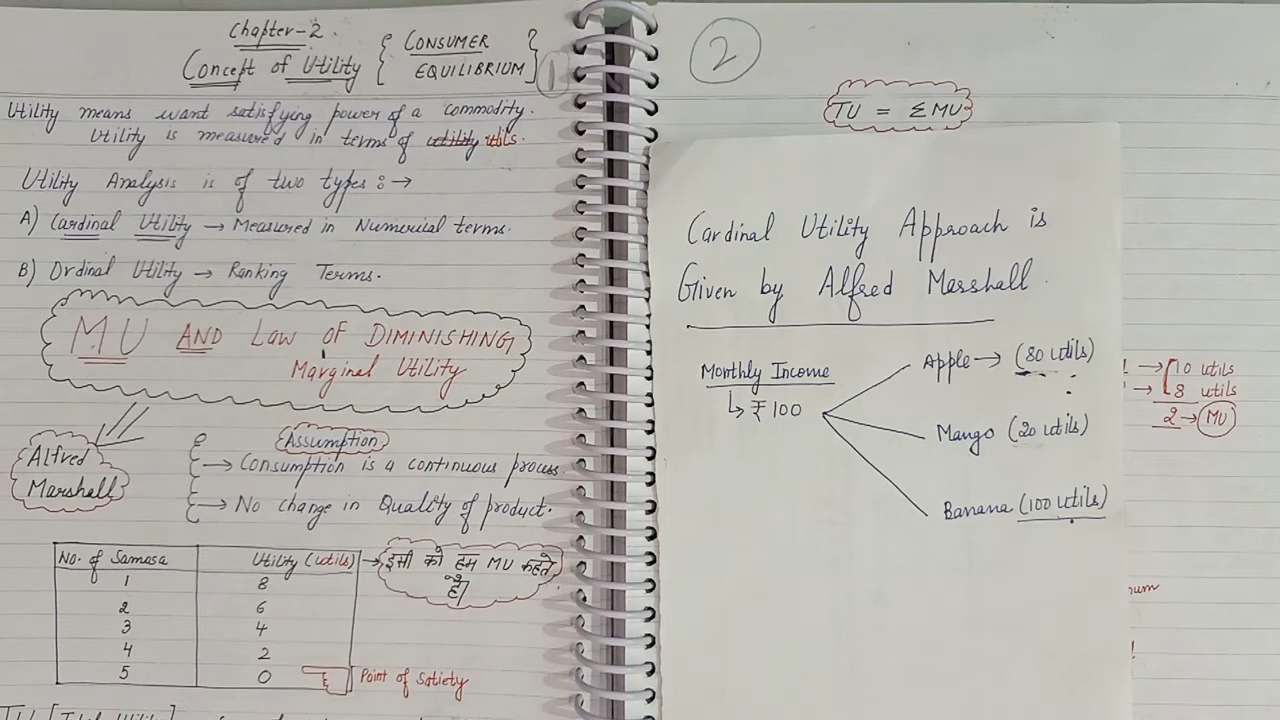 Chapter-2.
Concept of Utility { CONSUMER EQUILIBRIUM }
1
Utility means want satisfying power of a commodity.
Utility is measured in terms of utility utils.
Utility Analysis is of two types :→
A) Cardinal Utility → Measured in Numerical terms.
B) Ordinal Utility → Ranking Terms.
MU AND LAW OF DIMINISHING
Marginal Utility
Alfred
Marshall
Assumption
→ Consumption is a continuous process.
→ No change in Quality of product.
No. of Samosa Utility (utils) → इसी को हम MU कहते है।
1 8
2 6
3 4
4 2
5 0 Point of Satiety
2
TU = ΣMU
Cardinal Utility Approach is
Given by Alfred Marshall.
Monthly Income
↳ ₹100
Apple → (80 utils)
Mango (20 utils)
Banana (100 utils)
→ 10 utils
→ 8 utils
2 → MU